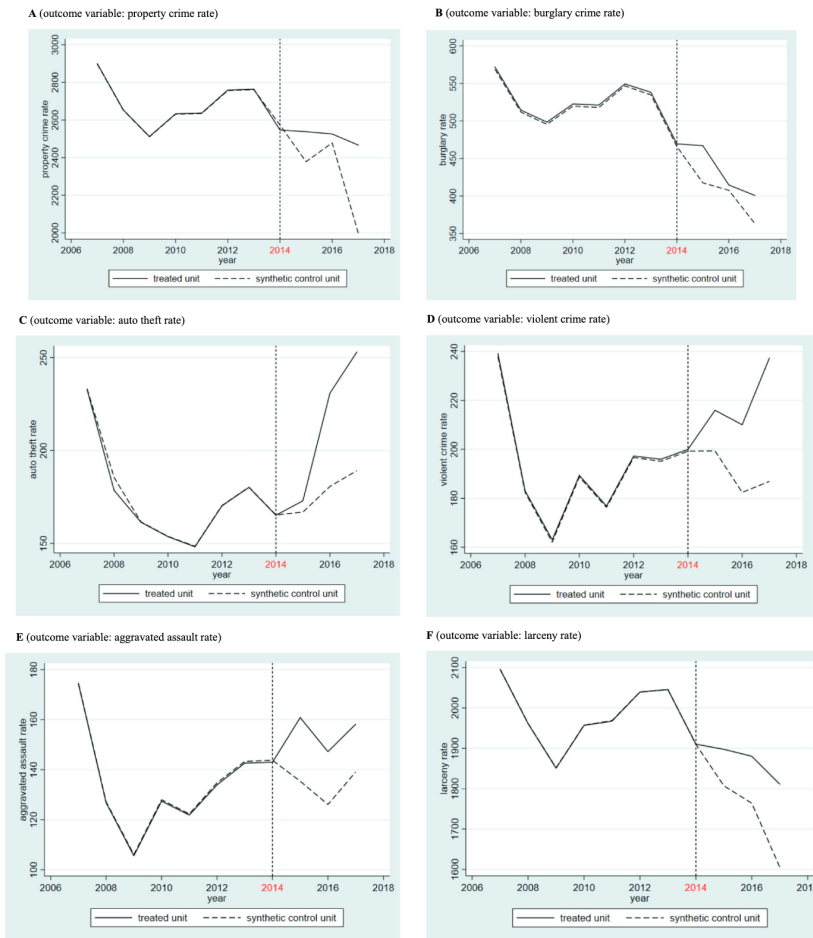 A (outcome variable: property crime rate)
property crime rate
3000
2800
2600
2400
2200
2000
2006 2008 2010 2012 2014 2016 2018
year
treated unit synthetic control unit
B (outcome variable: burglary crime rate)
burglary rate
600
550
500
450
400
350
2006 2008 2010 2012 2014 2016 2018
year
treated unit synthetic control unit
C (outcome variable: auto theft rate)
auto theft rate
250
200
150
2006 2008 2010 2012 2014 2016 2018
year
treated unit synthetic control unit
D (outcome variable: violent crime rate)
violent crime rate
240
220
200
180
160
2006 2008 2010 2012 2014 2016 2018
year
treated unit synthetic control unit
E (outcome variable: aggravated assault rate)
aggravated assault rate
180
160
140
120
100
2006 2008 2010 2012 2014 2016 2018
year
treated unit synthetic control unit
F (outcome variable: larceny rate)
larceny rate
2100
2000
1900
1800
1700
1600
2006 2008 2010 2012 2014 2016 201
year
treated unit synthetic control unit